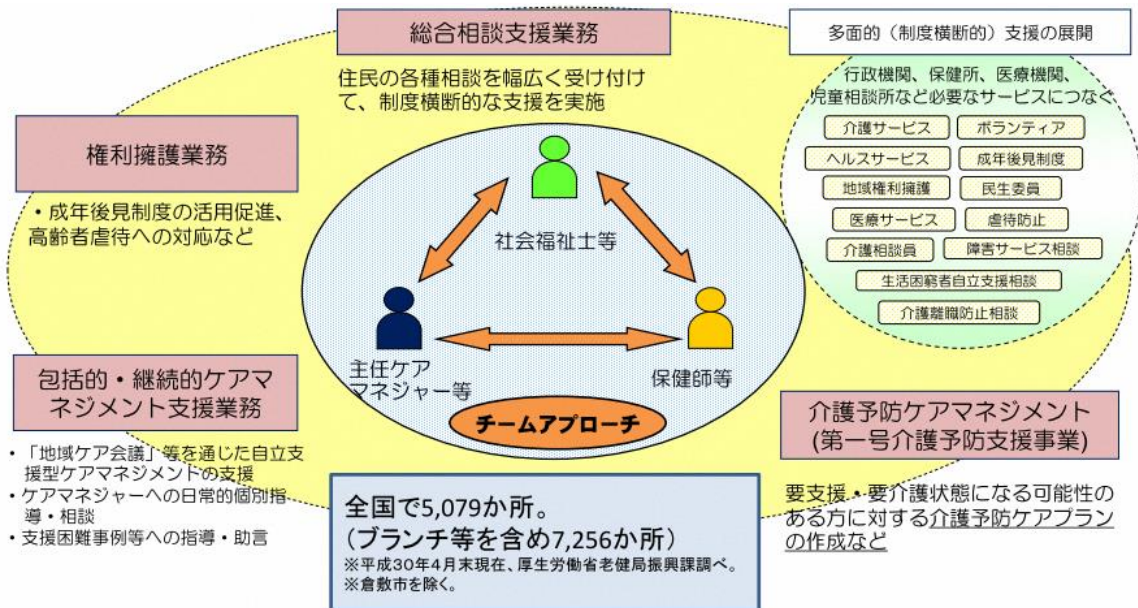 総合相談支援業務
住民の各種相談を幅広く受け付け
て、制度横断的な支援を実施
多面的（制度横断的）支援の展開
行政機関、保健所、医療機関、
児童相談所など必要なサービスにつなぐ
介護サービス
ボランティア
ヘルスサービス
成年後見制度
地域権利擁護
民生委員
医療サービス
虐待防止
介護相談員
障害サービス相談
生活困窮者自立支援相談
介護離職防止相談
権利擁護業務
・成年後見制度の活用促進、
高齢者虐待への対応など
社会福祉士等
主任ケア
マネジャー等
保健師等
チームアプローチ
包括的・継続的ケアマ
ネジメント支援業務
・「地域ケア会議」等を通じた自立支
援型ケアマネジメントの支援
・ケアマネジャーへの日常的個別指
導・相談
・支援困難事例等への指導・助言
介護予防ケアマネジメント
(第一号介護予防支援事業)
要支援・要介護状態になる可能性の
ある方に対する介護予防ケアプラン
の作成など
全国で5,079か所。
（ブランチ等を含め7,256か所）
※平成30年4月末現在、厚生労働省老健局振興課調べ。
※倉敷市を除く。